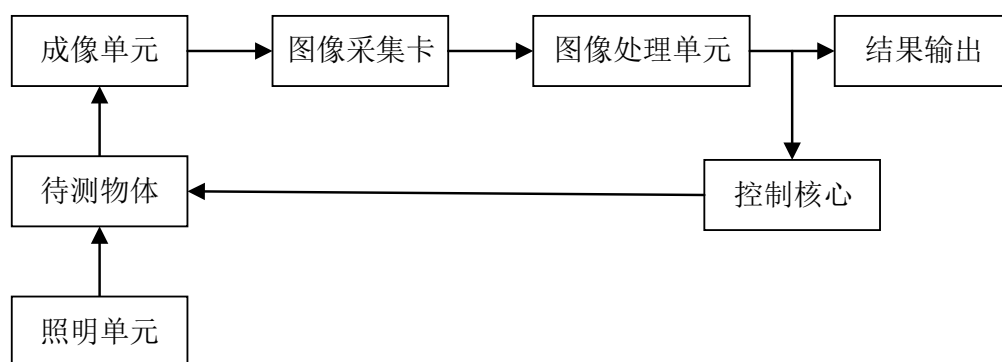 成像单元
图像采集卡
图像处理单元
结果输出
待测物体
控制核心
照明单元